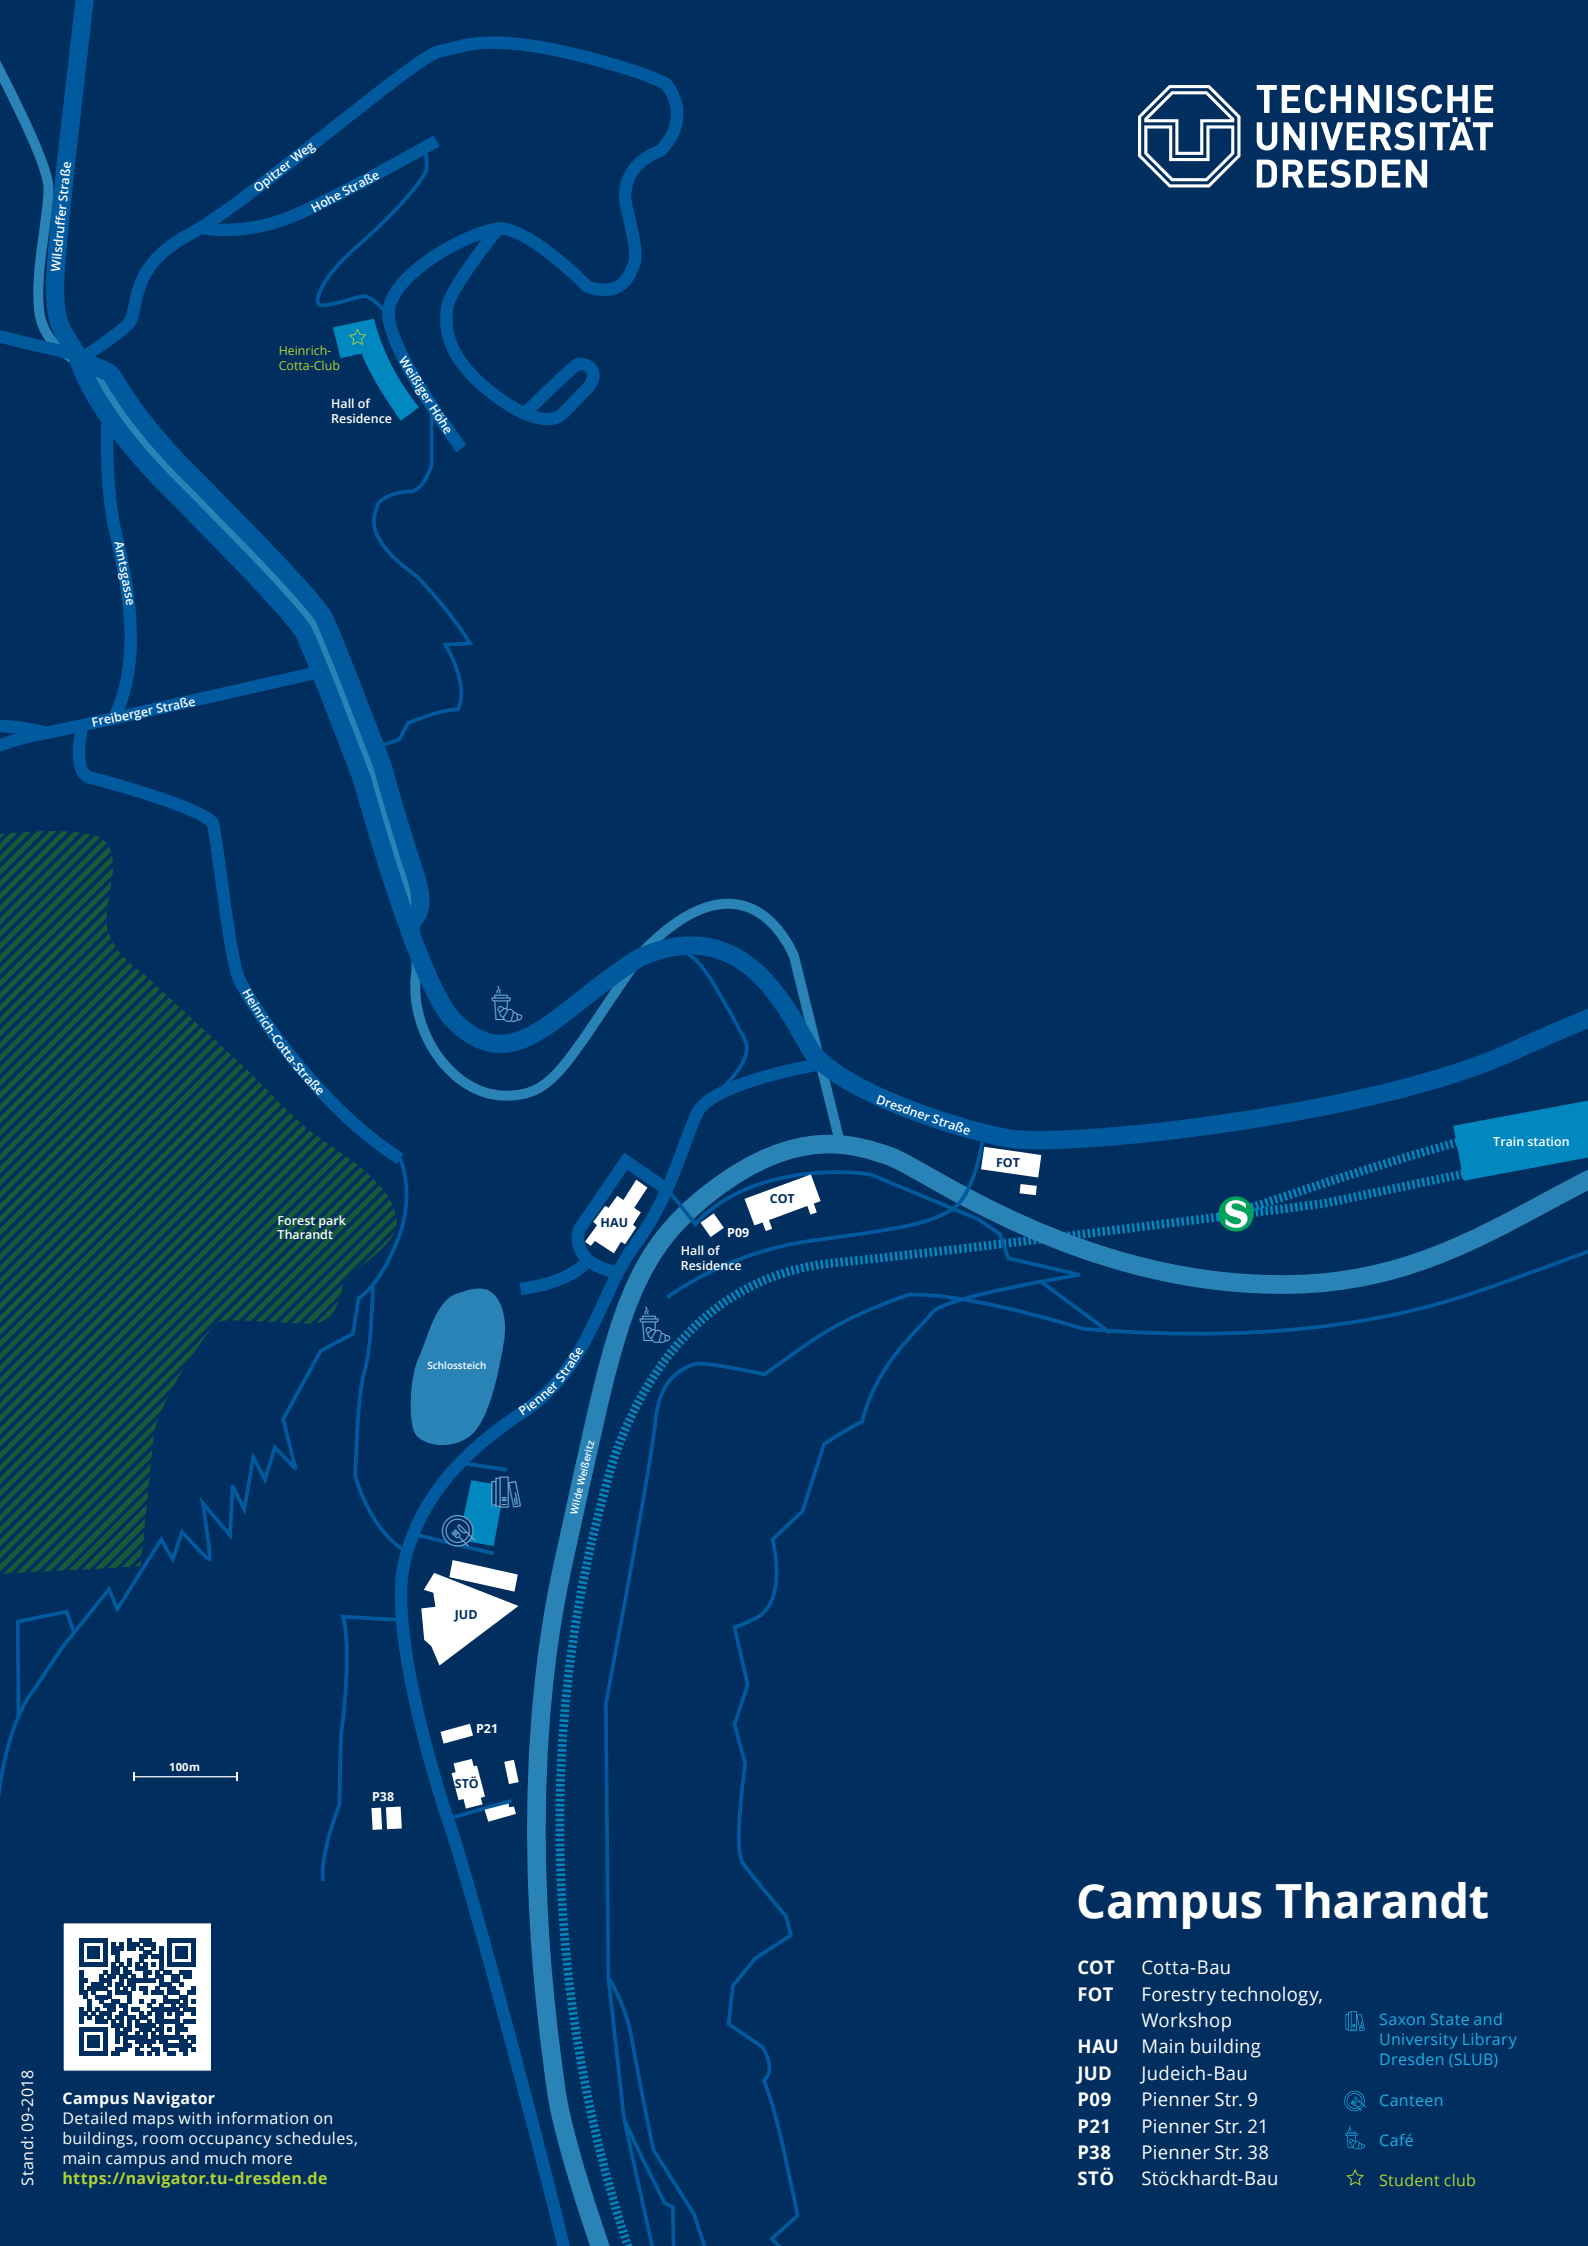 TECHNISCHE
UNIVERSITÄT
DRESDEN
Opitzer Weg
Hohe Straße
Wilsdruffer Straße
Heinrich-
Cotta-Club
Weißiger Höhe
Hall of
Residence
Amtsgasse
Freiberger Straße
Heinrich-Cotta-Straße
Dresdner Straße
Train station
FOT
COT
S
HAU
P09
Hall of
Residence
Forest park
Tharandt
Schlossteich
Pienner Straße
Wilde Weißeritz
JUD
P21
100m
STÖ
P38
Campus Tharandt
COT Cotta-Bau
FOT Forestry technology,
Workshop
HAU Main building
JUD Judeich-Bau
P09 Pienner Str. 9
P21 Pienner Str. 21
P38 Pienner Str. 38
STÖ Stöckhardt-Bau
Saxon State and
University Library
Dresden (SLUB)
Canteen
Café
Student club
Campus Navigator
Detailed maps with information on
buildings, room occupancy schedules,
main campus and much more
https://navigator.tu-dresden.de
Stand: 09-2018